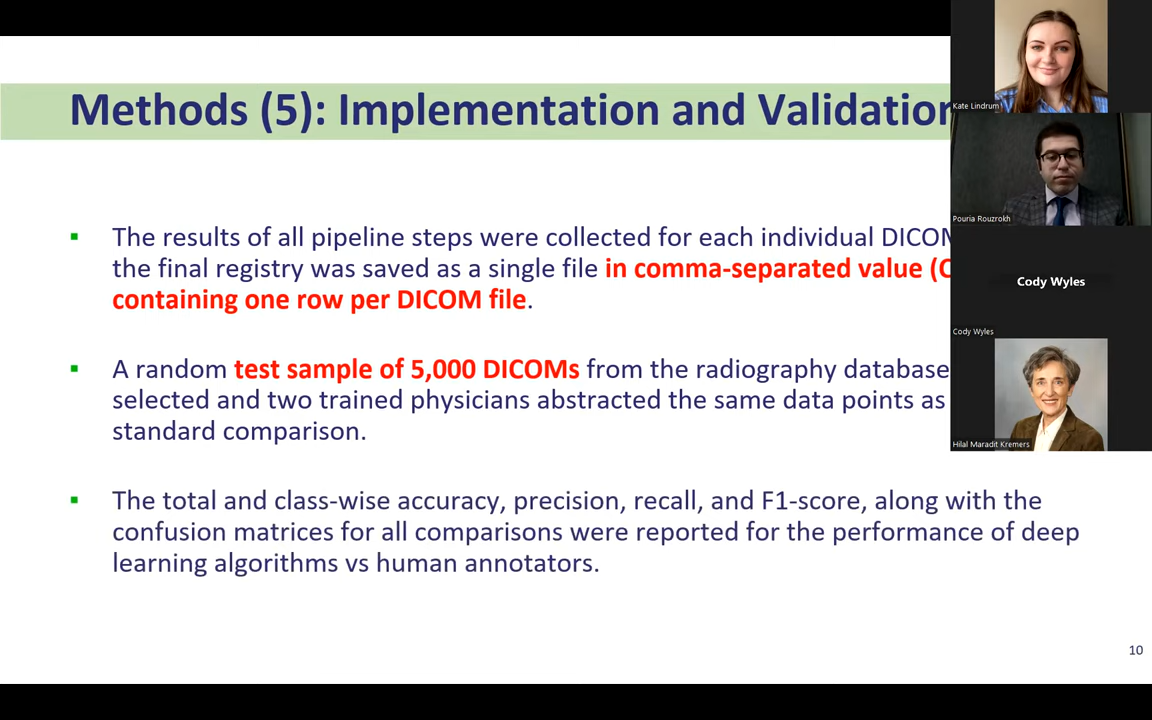 Methods (5): Implementation and Validation
The results of all pipeline steps were collected for each individual DICOM
the final registry was saved as a single file in comma-separated value (C
containing one row per DICOM file.
A random test sample of 5,000 DICOMs from the radiography database
selected and two trained physicians abstracted the same data points as
standard comparison.
The total and class-wise accuracy, precision, recall, and F1-score, along with the
confusion matrices for all comparisons were reported for the performance of deep
learning algorithms vs human annotators.
10
Kate Lindrum
Pouria Rouzrokh
Cody Wyles
Cody Wyles
Hilal Maradit Kremers